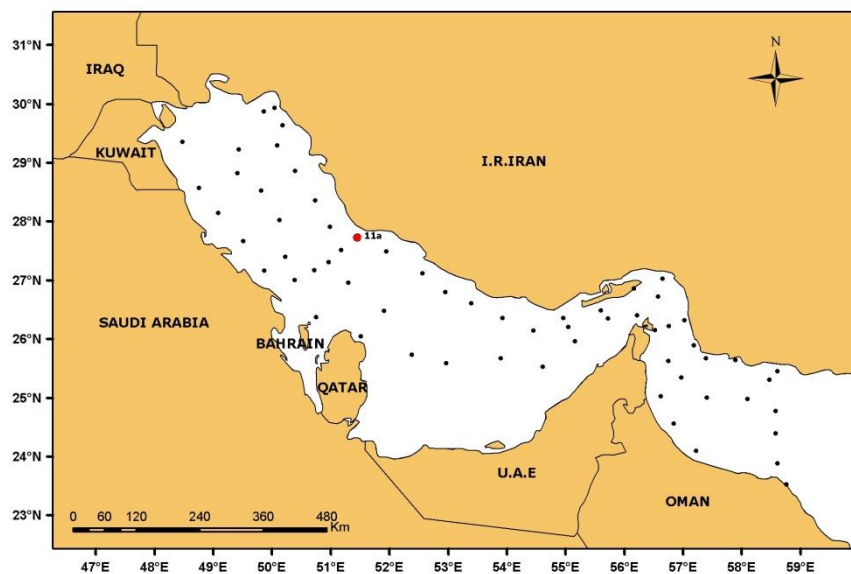 N
31°N
30°N
29°N
28°N
27°N
26°N
25°N
24°N
23°N
IRAQ
KUWAIT
I.R.IRAN
11a
SAUDI ARABIA
BAHRAIN
QATAR
U.A.E
OMAN
0 60 120 240 360 480
Km
47°E 48°E 49°E 50°E 51°E 52°E 53°E 54°E 55°E 56°E 57°E 58°E 59°E